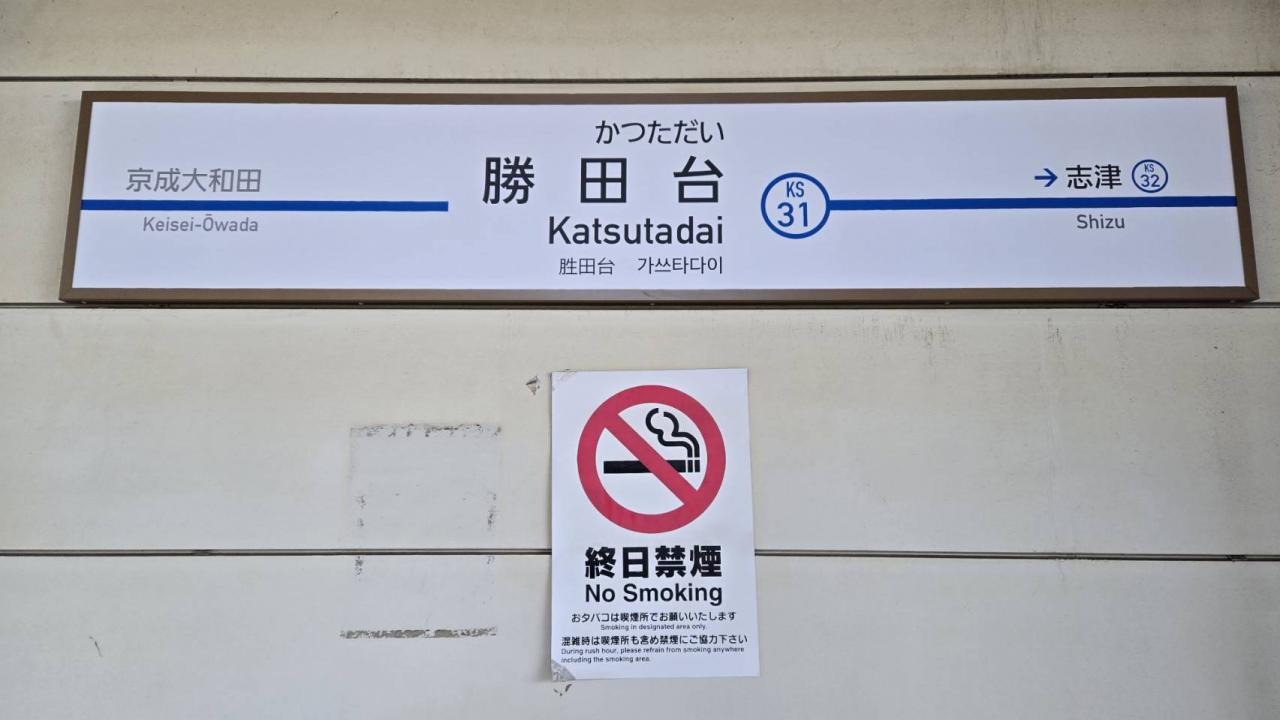 京成大和田
Keisei-Ōwada
かつただい
勝田台
Katsutadai
胜田台 가쓰타다이
KS
31
→ 志津
KS
32
Shizu
終日禁煙
No Smoking
おタバコは喫煙所でお願いいたします
Smoking in designated area only.
混雑時は喫煙所も含め禁煙にご協力下さい
During rush hour, please refrain from smoking anywhere
including the smoking area.